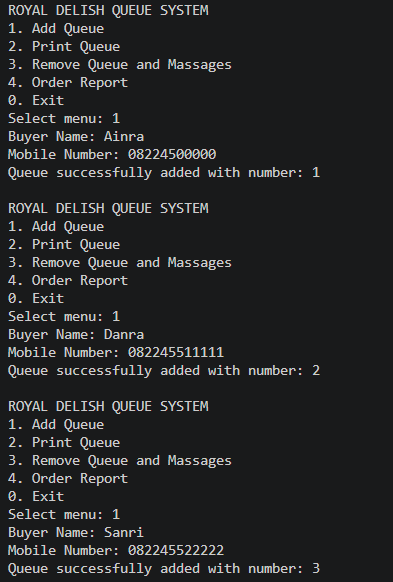 ROYAL DELISH QUEUE SYSTEM
1. Add Queue
2. Print Queue
3. Remove Queue and Massages
4. Order Report
0. Exit
Select menu: 1
Buyer Name: Ainra
Mobile Number: 08224500000
Queue successfully added with number: 1
ROYAL DELISH QUEUE SYSTEM
1. Add Queue
2. Print Queue
3. Remove Queue and Massages
4. Order Report
0. Exit
Select menu: 1
Buyer Name: Danra
Mobile Number: 082245511111
Queue successfully added with number: 2
ROYAL DELISH QUEUE SYSTEM
1. Add Queue
2. Print Queue
3. Remove Queue and Massages
4. Order Report
0. Exit
Select menu: 1
Buyer Name: Sanri
Mobile Number: 082245522222
Queue successfully added with number: 3